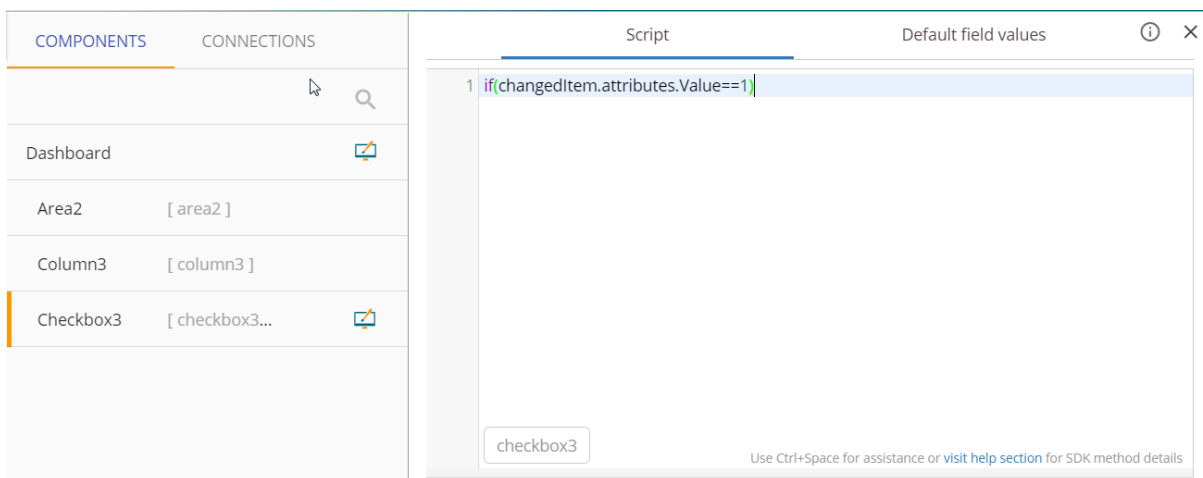 COMPONENTS CONNECTIONS
Script Default field values
1 if(changedItem.attributes.Value==1)
Dashboard
Area2 [ area2 ]
Column3 [ column3 ]
Checkbox3 [ checkbox3...
checkbox3
Use Ctrl+Space for assistance or visit help section for SDK method details